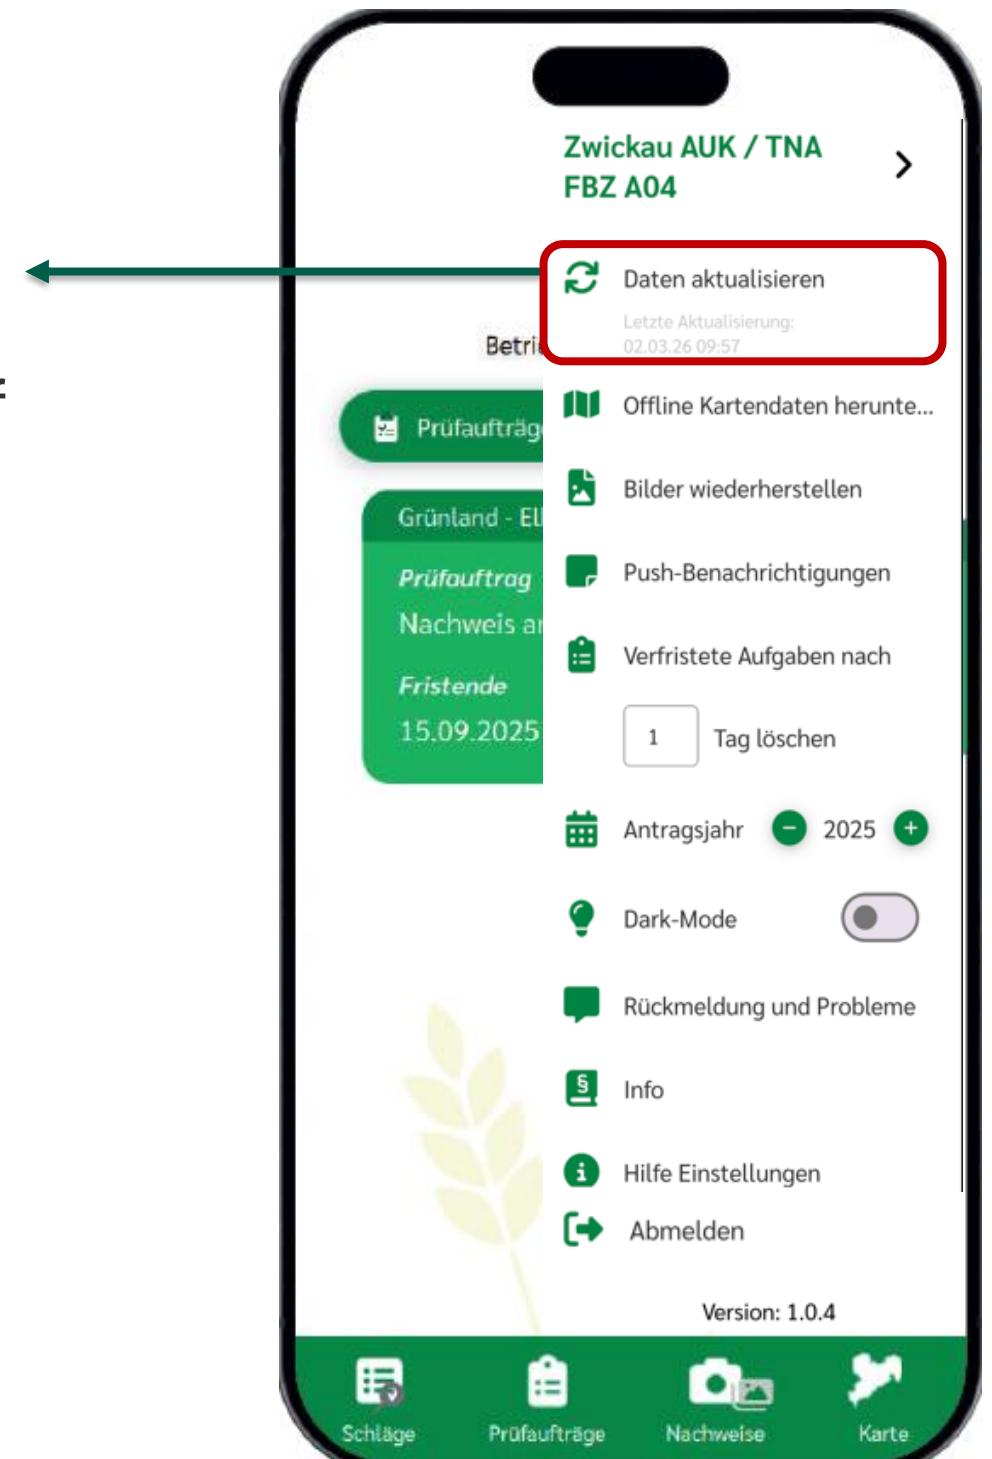 Zwickau AUK / TNA
FBZ A04
Daten aktualisieren
Letzte Aktualisierung:
02.03.26 09:57
Betri
Offline Kartendaten herunte...
Prüfaufträg
Bilder wiederherstellen
Grünland - El
Push-Benachrichtigungen
Prüfauftrag
Nachweis a
Verfristete Aufgaben nach
1 Tag löschen
Fristende
15.09.2025
Antragsjahr - 2025 +
Dark-Mode
Rückmeldung und Probleme
§ Info
i Hilfe Einstellungen
Abmelden
Version: 1.0.4
Schläge Prüfaufträge Nachweise Karte